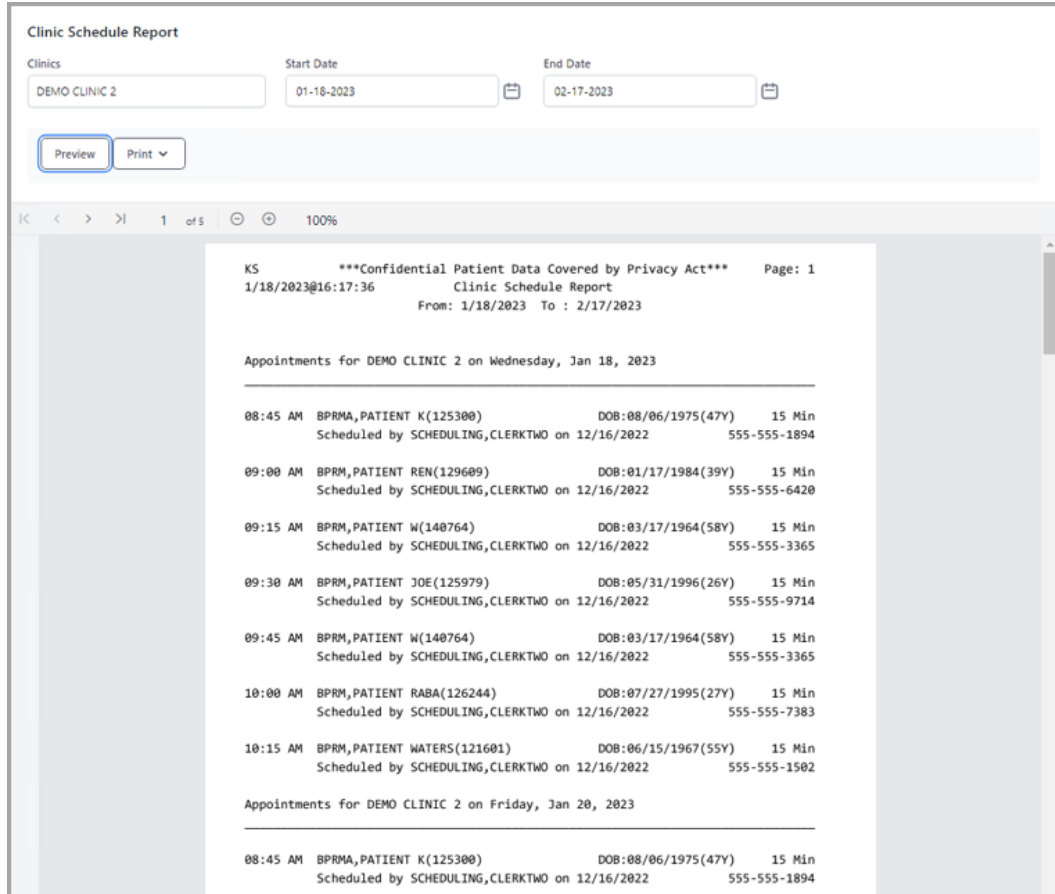 Clinic Schedule Report
Clinics Start Date End Date
DEMO CLINIC 2 01-18-2023 02-17-2023
Preview Print
1 of 5 100%
KS ***Confidential Patient Data Covered by Privacy Act*** Page: 1
1/18/2023@16:17:36 Clinic Schedule Report
From: 1/18/2023 To : 2/17/2023
Appointments for DEMO CLINIC 2 on Wednesday, Jan 18, 2023
08:45 AM BPRMA,PATIENT K(125300) DOB:08/06/1975(47Y) 15 Min
Scheduled by SCHEDULING,CLERKTWO on 12/16/2022 555-555-1894
09:00 AM BPRM,PATIENT REN(129609) DOB:01/17/1984(39Y) 15 Min
Scheduled by SCHEDULING,CLERKTWO on 12/16/2022 555-555-6420
09:15 AM BPRM,PATIENT W(140764) DOB:03/17/1964(58Y) 15 Min
Scheduled by SCHEDULING,CLERKTWO on 12/16/2022 555-555-3365
09:30 AM BPRM,PATIENT JOE(125979) DOB:05/31/1996(26Y) 15 Min
Scheduled by SCHEDULING,CLERKTWO on 12/16/2022 555-555-9714
09:45 AM BPRM,PATIENT W(140764) DOB:03/17/1964(58Y) 15 Min
Scheduled by SCHEDULING,CLERKTWO on 12/16/2022 555-555-3365
10:00 AM BPRM,PATIENT RABA(126244) DOB:07/27/1995(27Y) 15 Min
Scheduled by SCHEDULING,CLERKTWO on 12/16/2022 555-555-7383
10:15 AM BPRM,PATIENT WATERS(121601) DOB:06/15/1967(55Y) 15 Min
Scheduled by SCHEDULING,CLERKTWO on 12/16/2022 555-555-1502
Appointments for DEMO CLINIC 2 on Friday, Jan 20, 2023
08:45 AM BPRMA,PATIENT K(125300) DOB:08/06/1975(47Y) 15 Min
Scheduled by SCHEDULING,CLERKTWO on 12/16/2022 555-555-1894